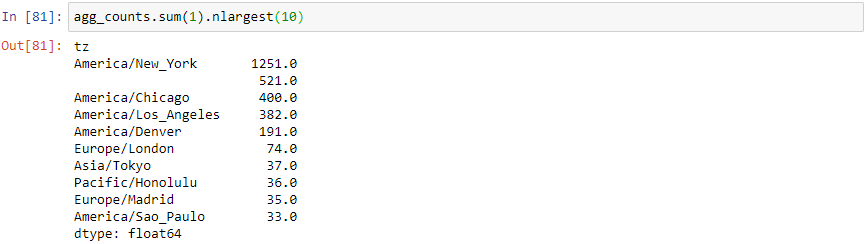 In [81]: agg_counts.sum(1).nlargest(10)
Out[81]: tz
America/New_York       1251.0
                        521.0
America/Chicago         400.0
America/Los_Angeles     382.0
America/Denver          191.0
Europe/London            74.0
Asia/Tokyo               37.0
Pacific/Honolulu         36.0
Europe/Madrid            35.0
America/Sao_Paulo        33.0
dtype: float64